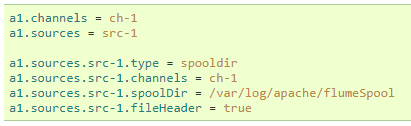 a1.channels = ch-1
a1.sources = src-1

a1.sources.src-1.type = spooldir
a1.sources.src-1.channels = ch-1
a1.sources.src-1.spoolDir = /var/log/apache/flumeSpool
a1.sources.src-1.fileHeader = true